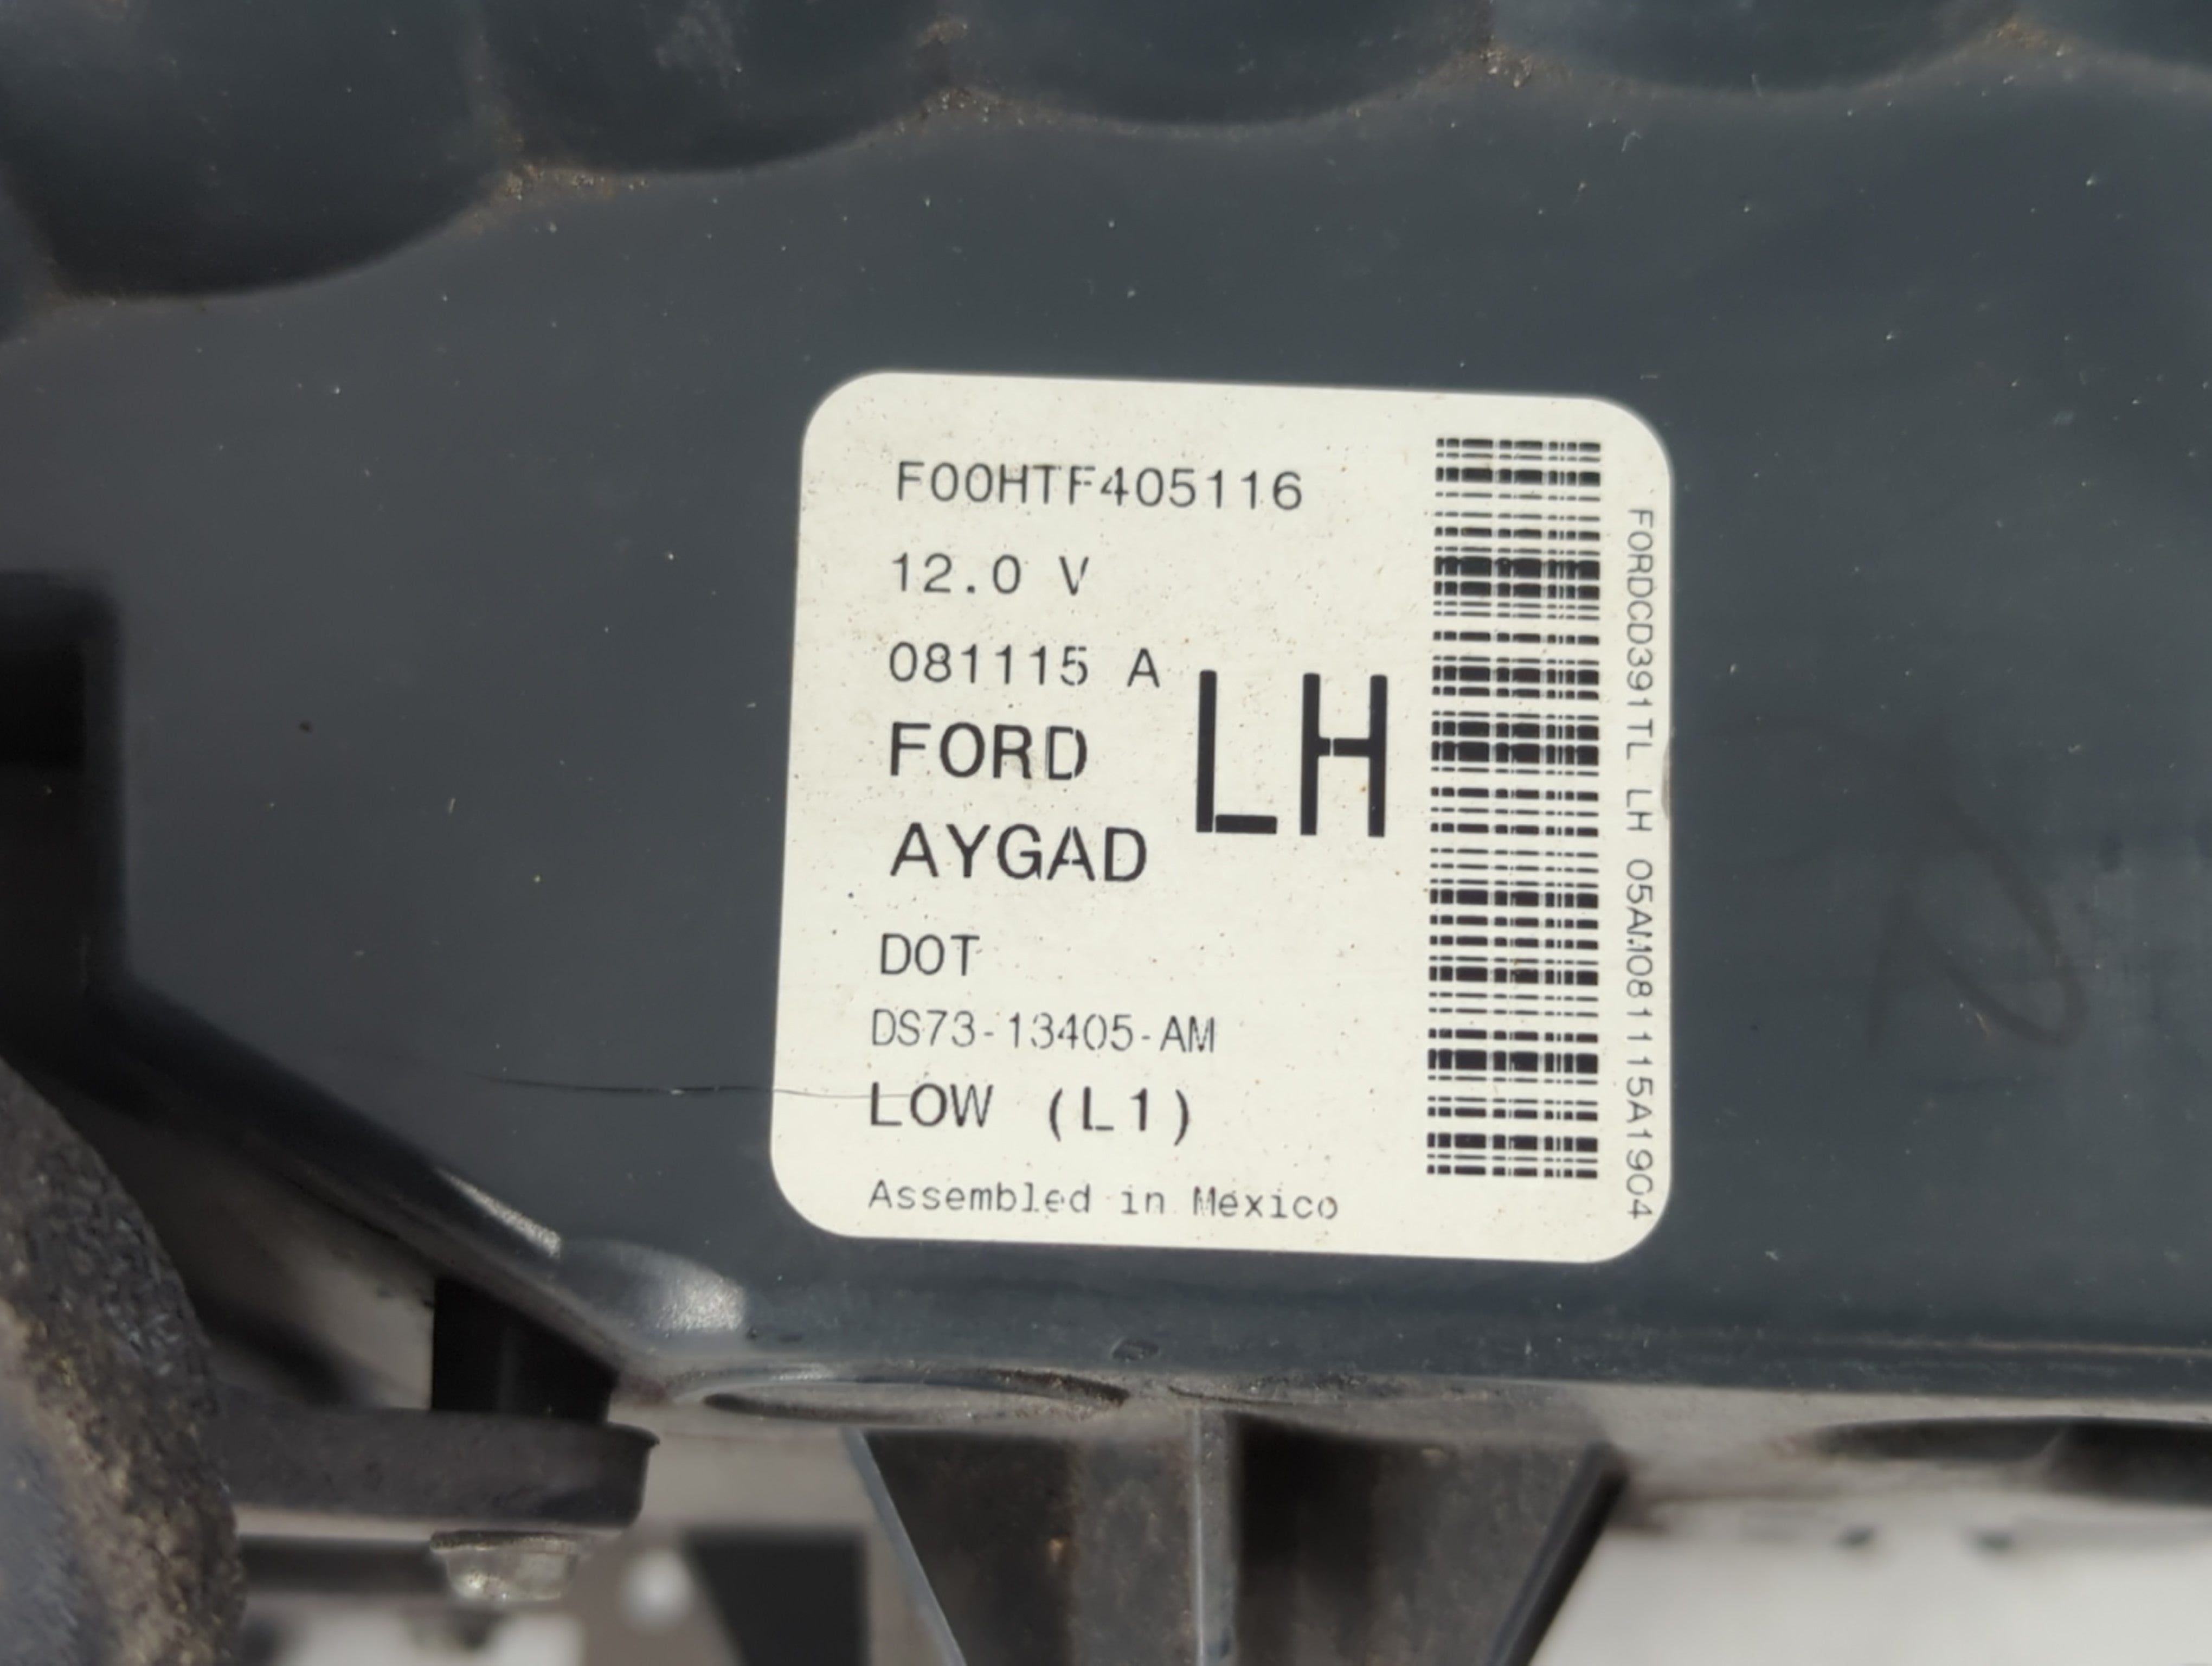 F00HTF405116
12.0 V
081115 A
LH
FORD
AYGAD
DOT
DS73-13405-AM
LOW (L1)
Assembled in Mexico
FORDCD391TL LH 05AM081115A1904